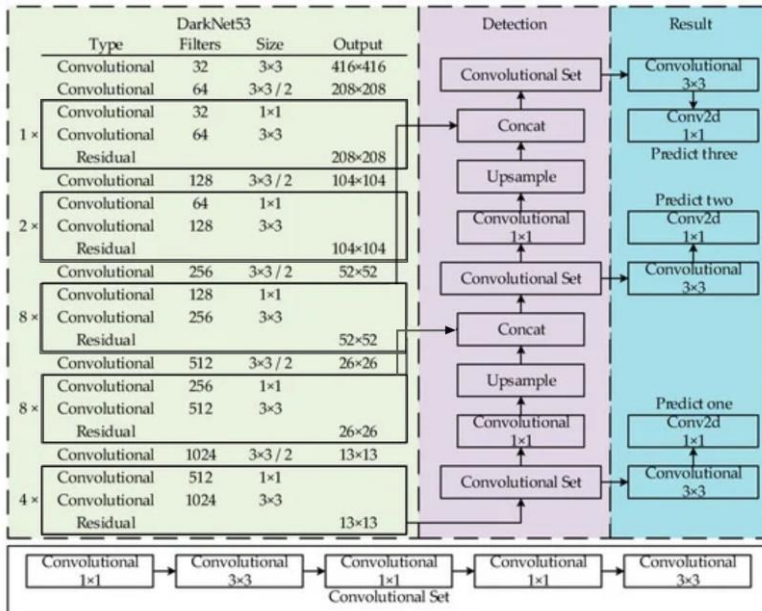 DarkNet53
Type Filters Size Output
Convolutional 32 3×3 416×416
Convolutional 64 3×3 / 2 208×208
1 ×
Convolutional 32 1×1
Convolutional 64 3×3
Residual 208×208
Convolutional 128 3×3 / 2 104×104
2 ×
Convolutional 64 1×1
Convolutional 128 3×3
Residual 104×104
Convolutional 256 3×3 / 2 52×52
8 ×
Convolutional 128 1×1
Convolutional 256 3×3
Residual 52×52
Convolutional 512 3×3 / 2 26×26
8 ×
Convolutional 256 1×1
Convolutional 512 3×3
Residual 26×26
Convolutional 1024 3×3 / 2 13×13
4 ×
Convolutional 512 1×1
Convolutional 1024 3×3
Residual 13×13
Detection
Convolutional Set
Concat
Upsample
Convolutional
1×1
Convolutional Set
Concat
Upsample
Convolutional
1×1
Convolutional Set
Result
Convolutional
3×3
Conv2d
1×1
Predict three
Predict two
Conv2d
1×1
Convolutional
3×3
Predict one
Conv2d
1×1
Convolutional
3×3
Convolutional
1×1
Convolutional
3×3
Convolutional
1×1
Convolutional
1×1
Convolutional
3×3
Convolutional Set